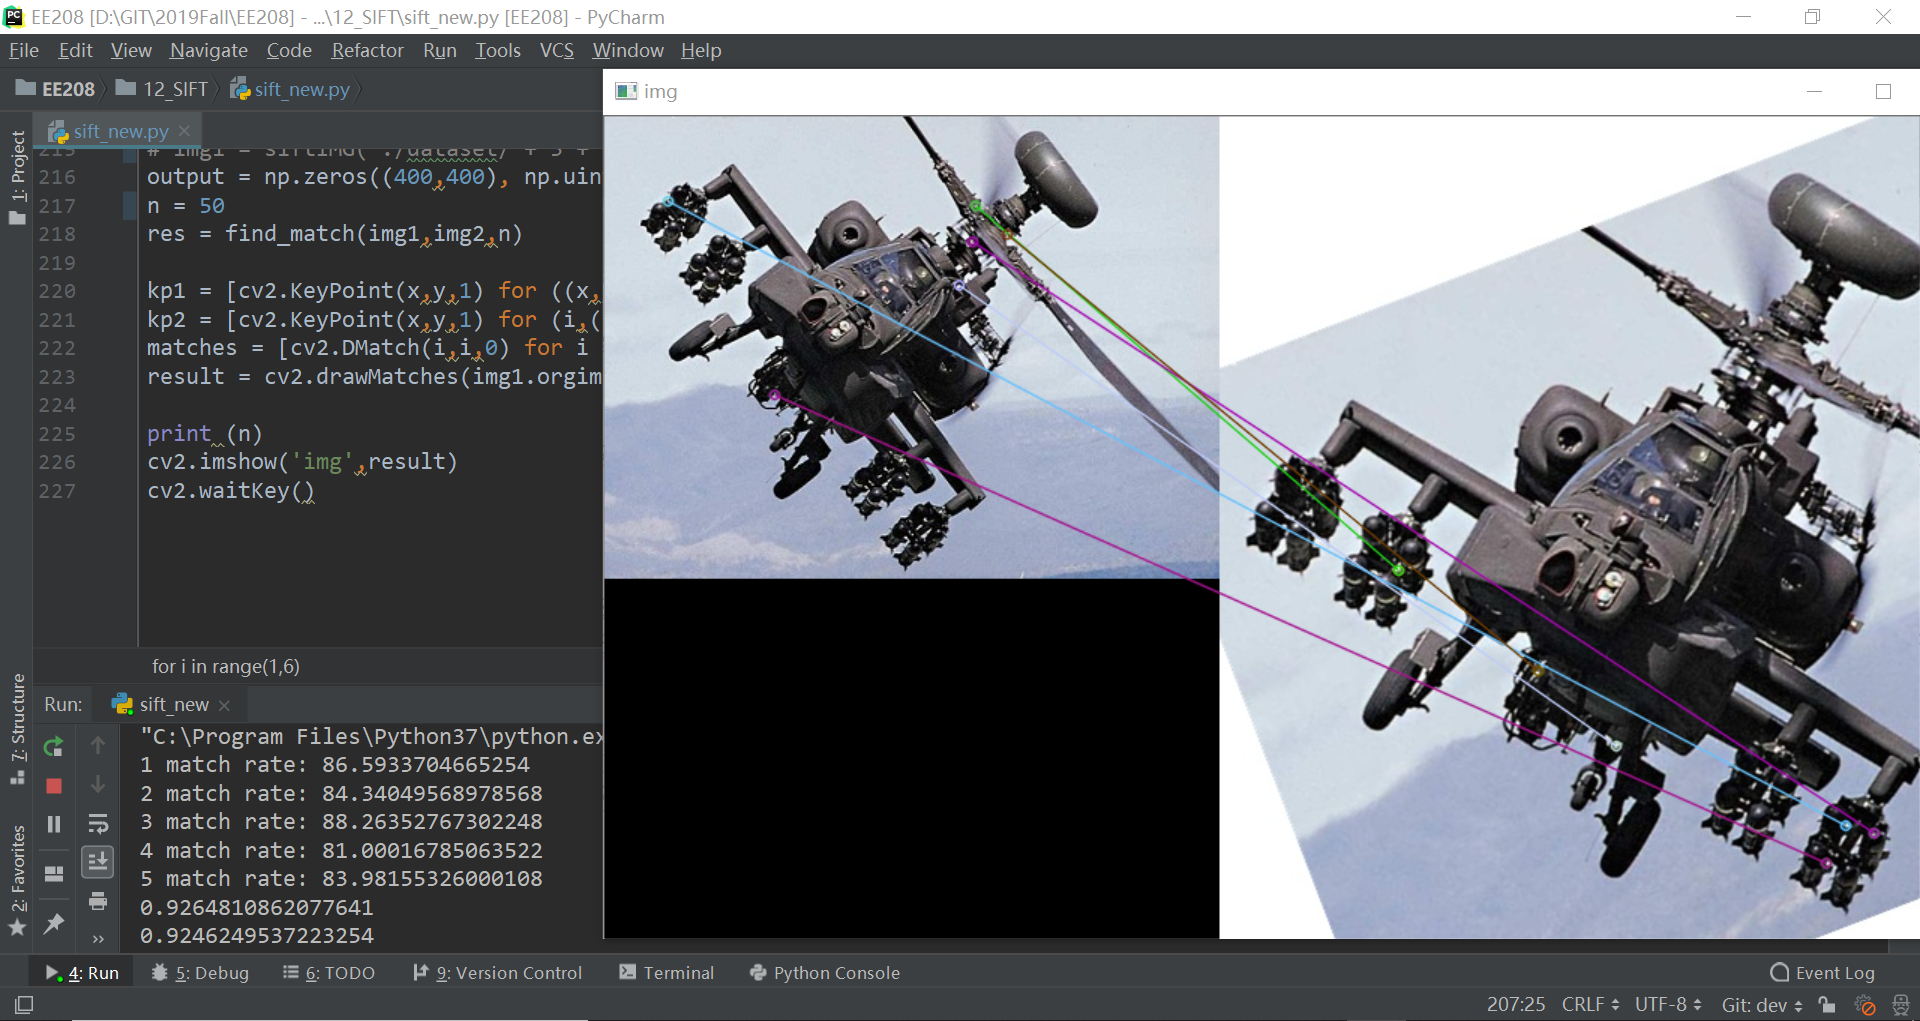 EE208 [D:\GIT\2019Fall\EE208] - ...\12_SIFT\sift_new.py [EE208] - PyCharm
File Edit View Navigate Code Refactor Run Tools VCS Window Help
EE208 12_SIFT sift_new.py
img
sift_new.py
1: Project
7: Structure
2: Favorites
215 # img1 = siftIMG( './dataset/ + 3 +
216 output = np.zeros((400,400), np.uin
217 n = 50
218 res = find_match(img1,img2,n)
219
220 kp1 = [cv2.KeyPoint(x,y,1) for ((x,
221 kp2 = [cv2.KeyPoint(x,y,1) for (i,(
222 matches = [cv2.DMatch(i,i,0) for i
223 result = cv2.drawMatches(img1.orgim
224
225 print (n)
226 cv2.imshow('img',result)
227 cv2.waitKey()
for i in range(1,6)
Run: sift_new
"C:\Program Files\Python37\python.ex
1 match rate: 86.5933704665254
2 match rate: 84.34049568978568
3 match rate: 88.26352767302248
4 match rate: 81.00016785063522
5 match rate: 83.98155326000108
0.9264810862077641
0.9246249537223254
4: Run 5: Debug 6: TODO 9: Version Control Terminal Python Console Event Log
207:25 CRLF UTF-8 Git: dev